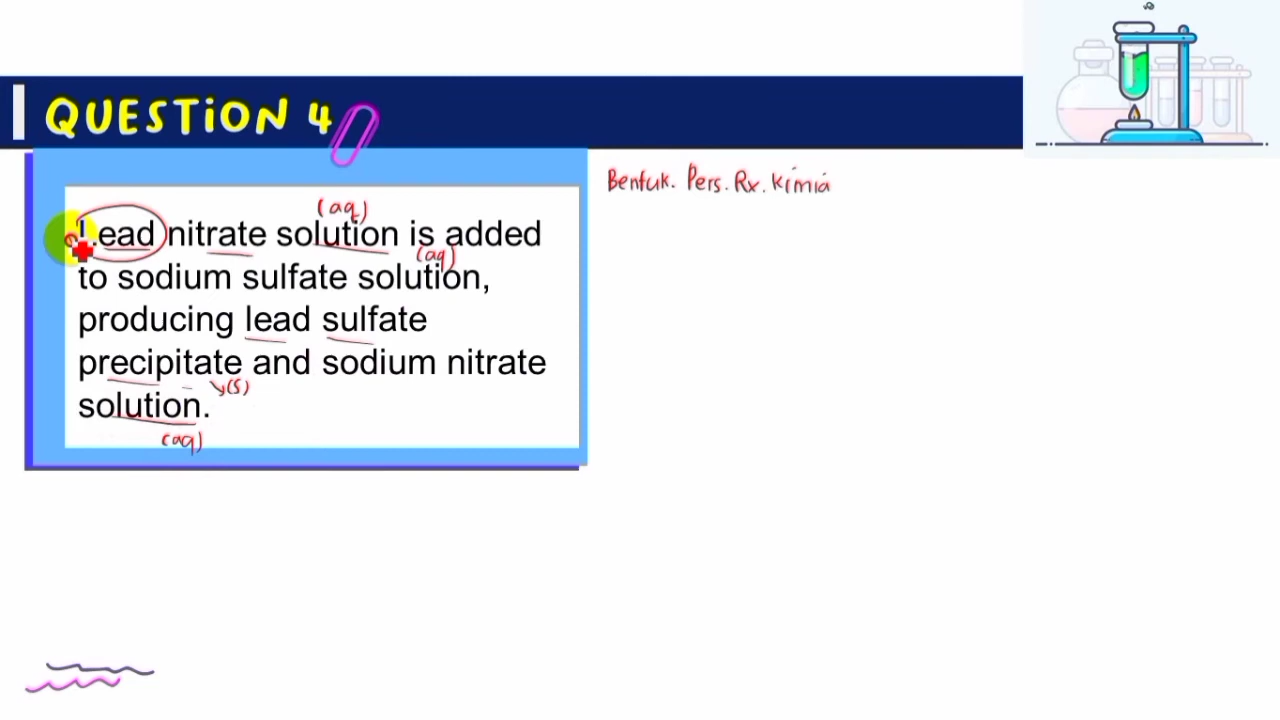 QUESTION 4
Bentuk. Pers. Rx. Kimia
(aq)
Lead nitrate solution is added
(aq)
to sodium sulfate solution,
producing lead sulfate
precipitate and sodium nitrate
(s)
solution.
(aq)